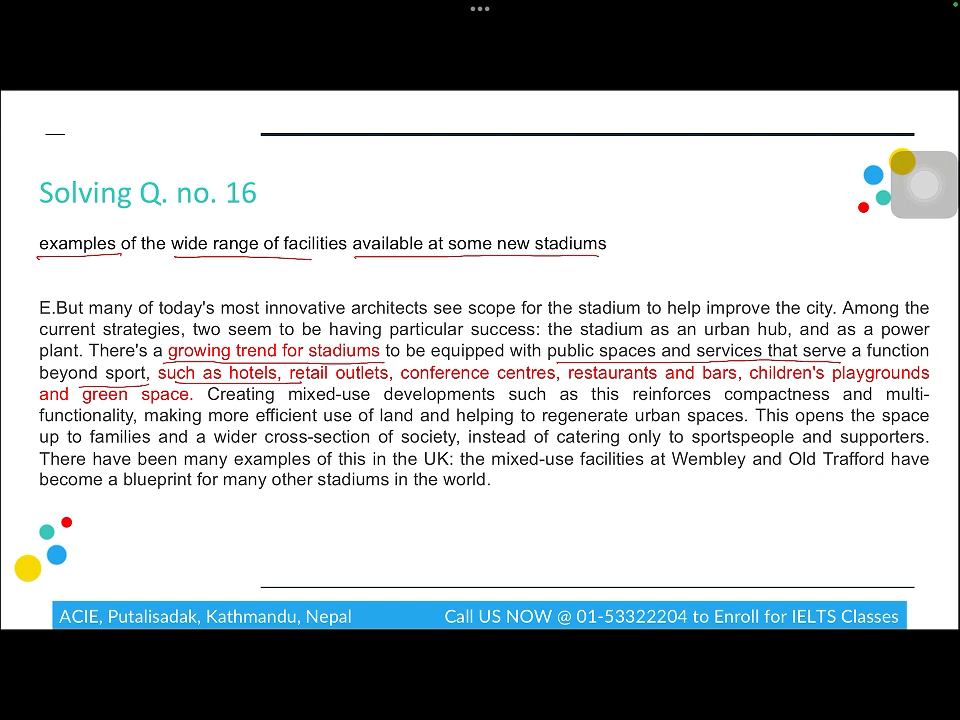 Solving Q. no. 16
examples of the wide range of facilities available at some new stadiums
E.But many of today's most innovative architects see scope for the stadium to help improve the city. Among the
current strategies, two seem to be having particular success: the stadium as an urban hub, and as a power
plant. There's a growing trend for stadiums to be equipped with public spaces and services that serve a function
beyond sport, such as hotels, retail outlets, conference centres, restaurants and bars, children's playgrounds
and green space. Creating mixed-use developments such as this reinforces compactness and multi-
functionality, making more efficient use of land and helping to regenerate urban spaces. This opens the space
up to families and a wider cross-section of society, instead of catering only to sportspeople and supporters.
There have been many examples of this in the UK: the mixed-use facilities at Wembley and Old Trafford have
become a blueprint for many other stadiums in the world.
ACIE, Putalisadak, Kathmandu, Nepal Call US NOW @ 01-53322204 to Enroll for IELTS Classes